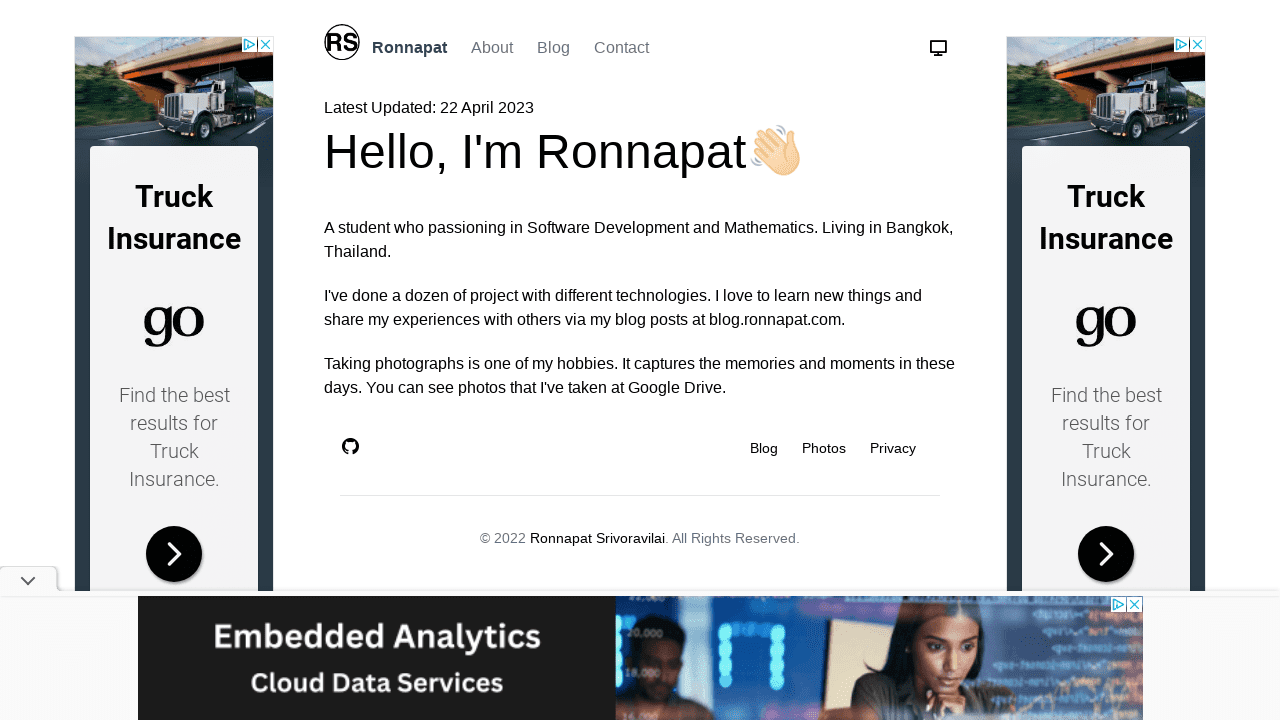 RS
Ronnapat About Blog Contact
Latest Updated: 22 April 2023
Hello, I'm Ronnapat
A student who passioning in Software Development and Mathematics. Living in Bangkok,
Thailand.
I've done a dozen of project with different technologies. I love to learn new things and
share my experiences with others via my blog posts at blog.ronnapat.com.
Taking photographs is one of my hobbies. It captures the memories and moments in these
days. You can see photos that I've taken at Google Drive.
Blog Photos Privacy
© 2022 Ronnapat Srivoravilai. All Rights Reserved.
Truck
Insurance
go
Find the best
results for
Truck
Insurance.
Truck
Insurance
go
Find the best
results for
Truck
Insurance.
Embedded Analytics
Cloud Data Services
20,000